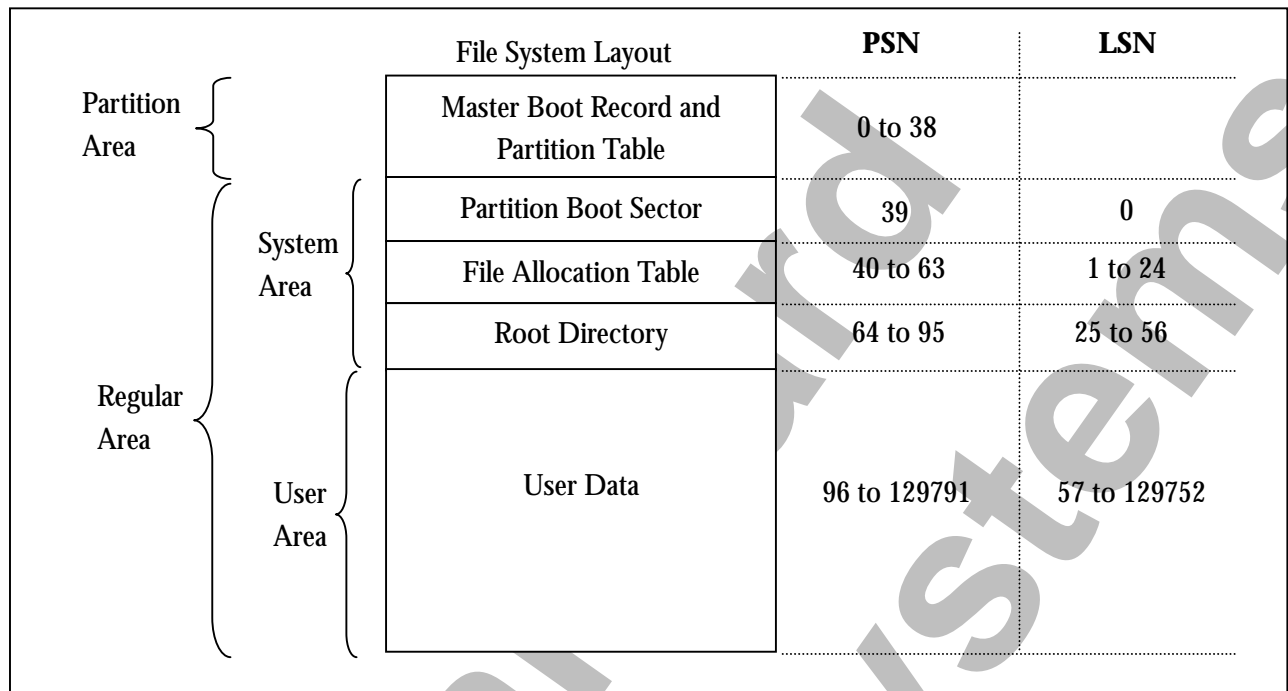 File System Layout PSN LSN
Partition
Area
Master Boot Record and
Partition Table
0 to 38
Partition Boot Sector 39 0
System
Area
File Allocation Table 40 to 63 1 to 24
Root Directory 64 to 95 25 to 56
Regular
Area
User
Area
User Data 96 to 129791 57 to 129752